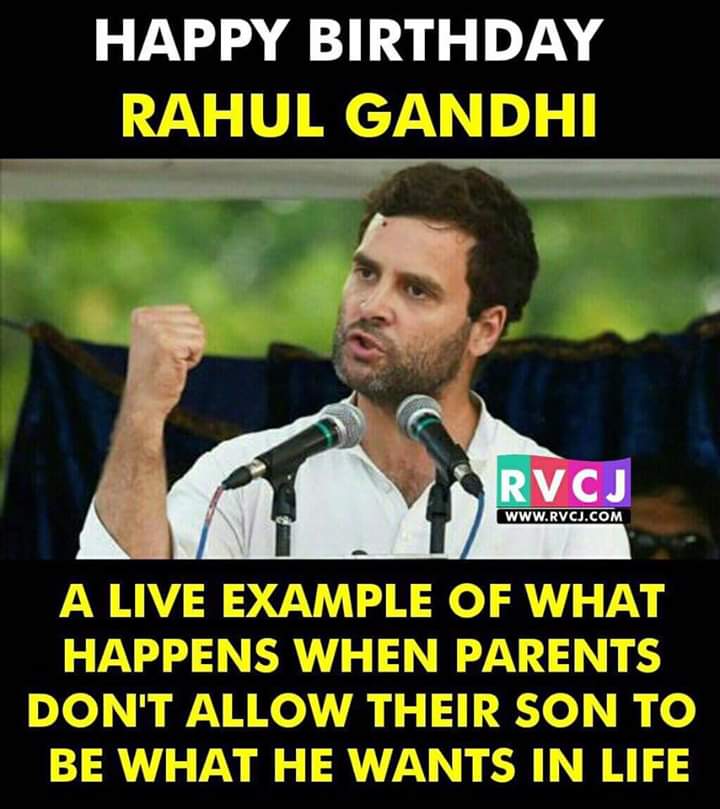 HAPPY BIRTHDAY
RAHUL GANDHI
RVCJ
WWW.RVCJ.COM
A LIVE EXAMPLE OF WHAT
HAPPENS WHEN PARENTS
DON'T ALLOW THEIR SON TO
BE WHAT HE WANTS IN LIFE